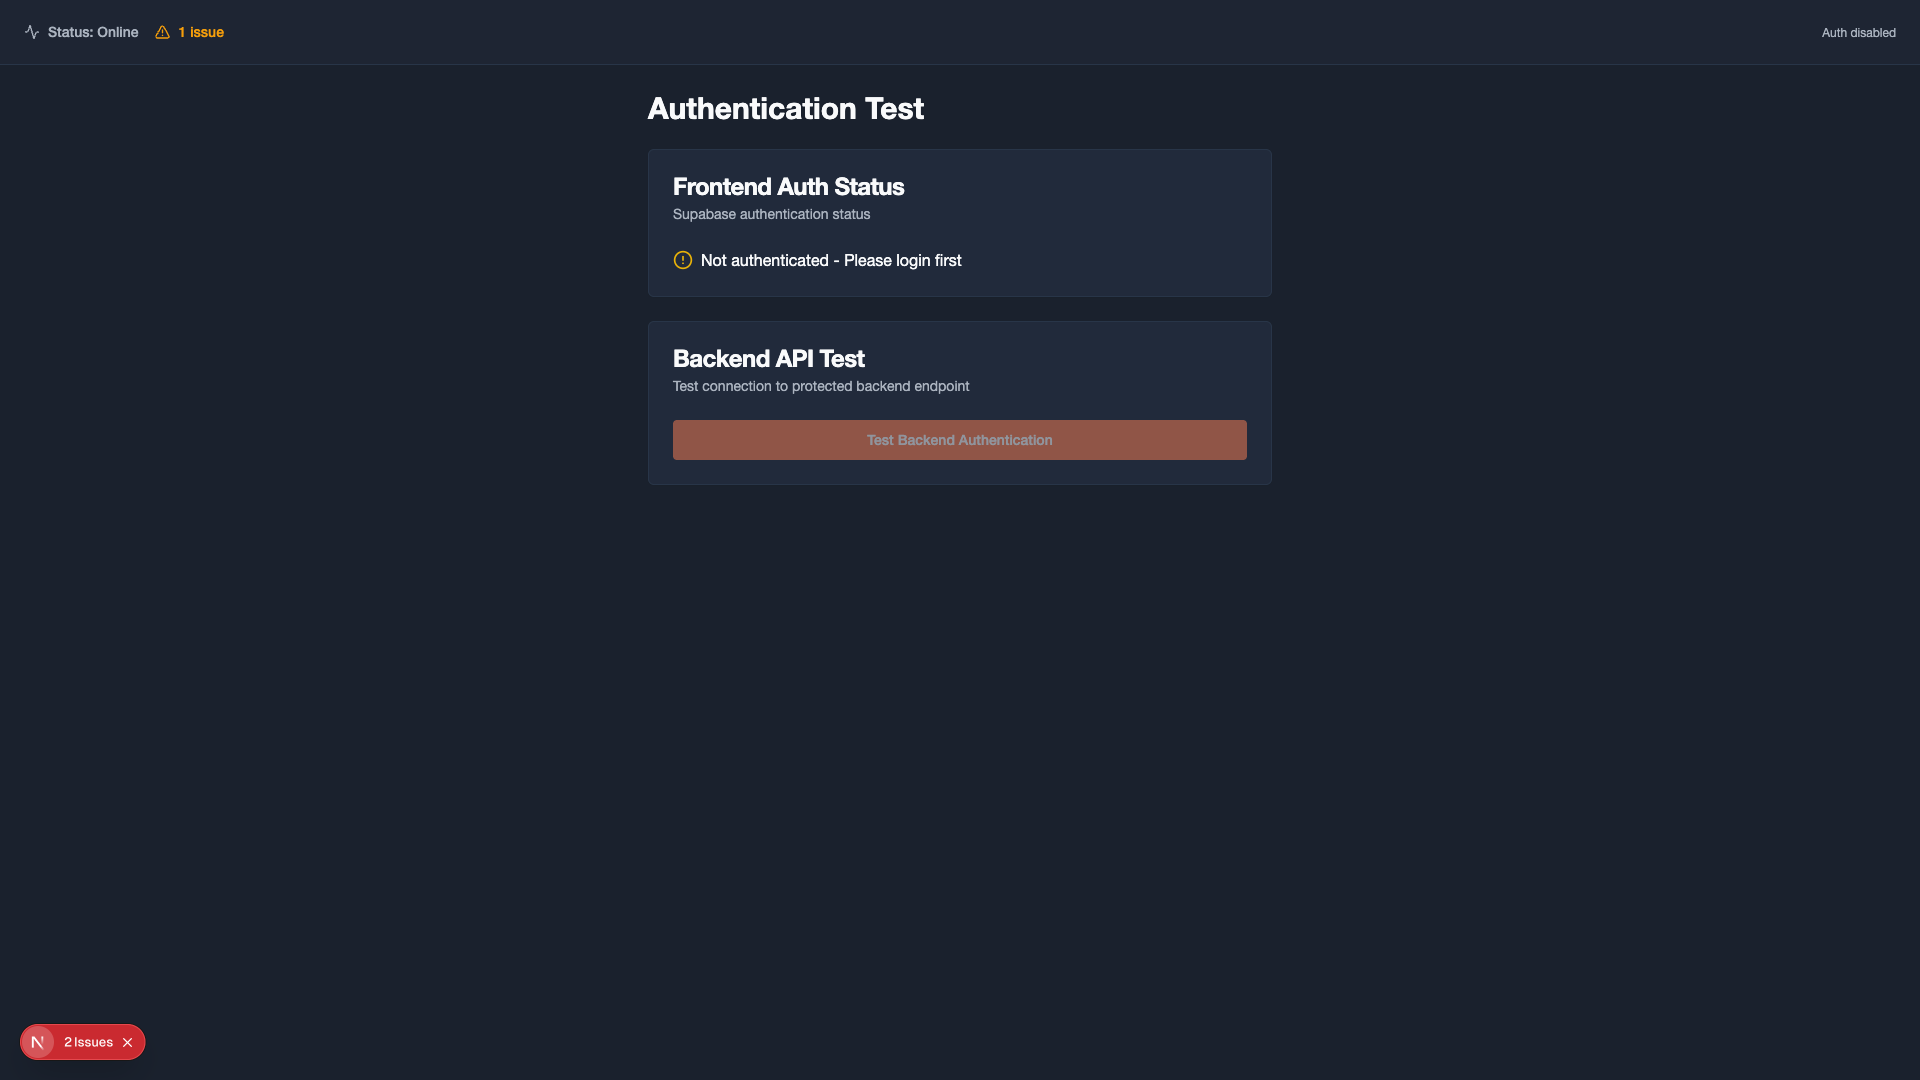 Status: Online
1 issue
Auth disabled
Authentication Test
Frontend Auth Status
Supabase authentication status
Not authenticated - Please login first
Backend API Test
Test connection to protected backend endpoint
Test Backend Authentication
N
2 Issues